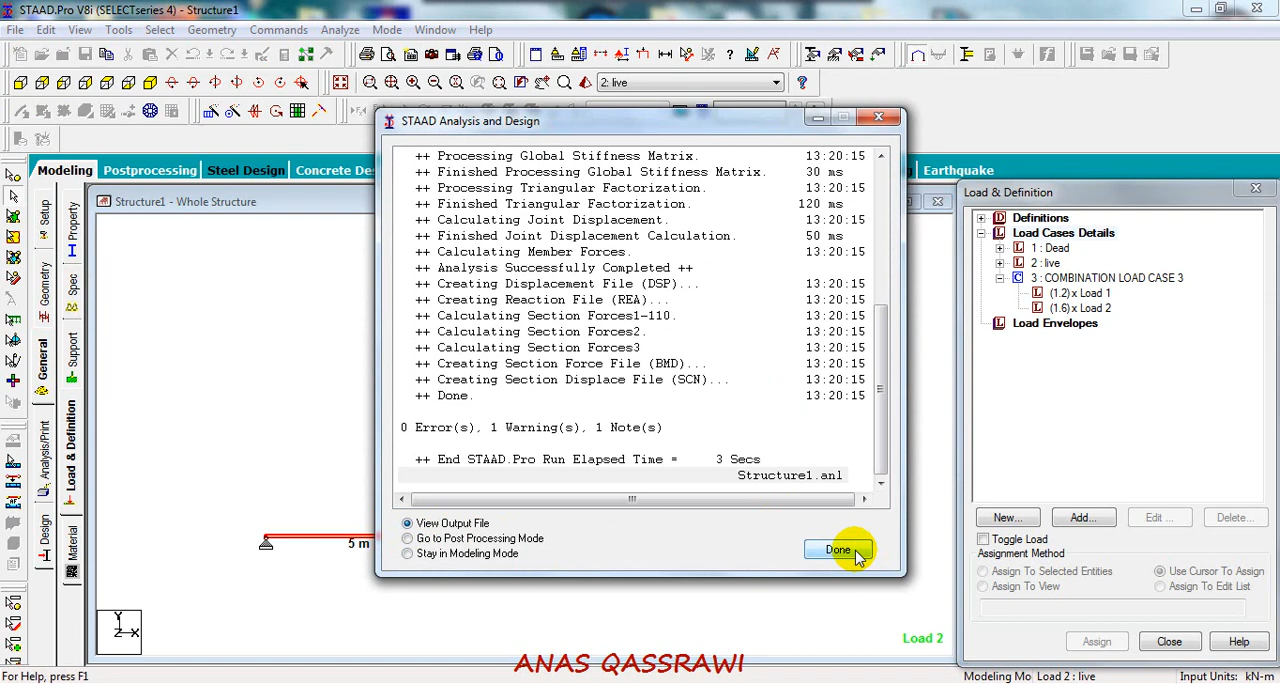 STAAD.Pro V8i (SELECTseries 4) - Structure1
File Edit View Tools Select Geometry Commands Analyze Mode Window Help
2: live
Modeling Postprocessing Steel Design Concrete De Earthquake
Structure1 - Whole Structure
Setup
Geometry
General
Analysis/Print
Design
Property
Spec
Support
Load & Definition
Material
5 m
Load 2
STAAD Analysis and Design
++ Processing Global Stiffness Matrix. 13:20:15
++ Finished Processing Global Stiffness Matrix. 30 ms
++ Processing Triangular Factorization. 13:20:15
++ Finished Triangular Factorization. 120 ms
++ Calculating Joint Displacement. 13:20:15
++ Finished Joint Displacement Calculation. 50 ms
++ Calculating Member Forces. 13:20:15
++ Analysis Successfully Completed ++
++ Creating Displacement File (DSP)... 13:20:15
++ Creating Reaction File (REA)... 13:20:15
++ Calculating Section Forces1-110. 13:20:15
++ Calculating Section Forces2. 13:20:15
++ Calculating Section Forces3 13:20:15
++ Creating Section Force File (BMD)... 13:20:15
++ Creating Section Displace File (SCN)... 13:20:15
++ Done. 13:20:15
0 Error(s), 1 Warning(s), 1 Note(s)
++ End STAAD.Pro Run Elapsed Time = 3 Secs
Structure1.anl
View Output File
Go to Post Processing Mode
Stay in Modeling Mode
Done
Load & Definition
Definitions
Load Cases Details
1 : Dead
2 : live
3 : COMBINATION LOAD CASE 3
(1.2) x Load 1
(1.6) x Load 2
Load Envelopes
New... Add... Edit ... Delete...
Toggle Load
Assignment Method
Assign To Selected Entities Use Cursor To Assign
Assign To View Assign To Edit List
Assign Close Help
ANAS QASSRAWI
For Help, press F1 Modeling Mo Load 2 : live Input Units: kN-m